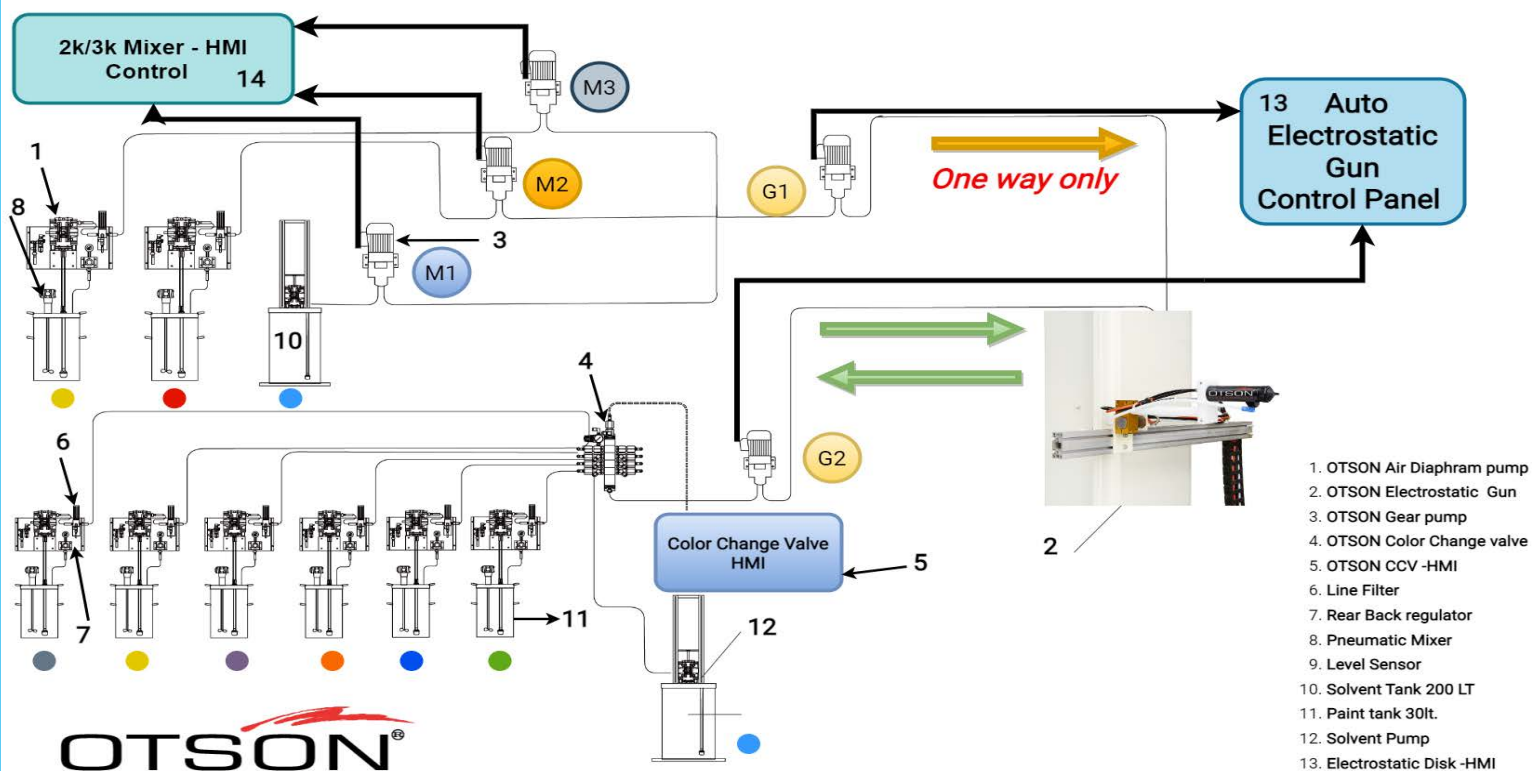 2k/3k Mixer - HMI
Control 14
M3
M2
M1
1
8
3
10
G1
One way only
13 Auto
Electrostatic
Gun
Control Panel
4
G2
6
7
11
Color Change Valve
HMI
5
12
2
OTSON
OTSON®
1. OTSON Air Diaphram pump
2. OTSON Electrostatic Gun
3. OTSON Gear pump
4. OTSON Color Change valve
5. OTSON CCV -HMI
6. Line Filter
7. Rear Back regulator
8. Pneumatic Mixer
9. Level Sensor
10. Solvent Tank 200 LT
11. Paint tank 30lt.
12. Solvent Pump
13. Electrostatic Disk -HMI